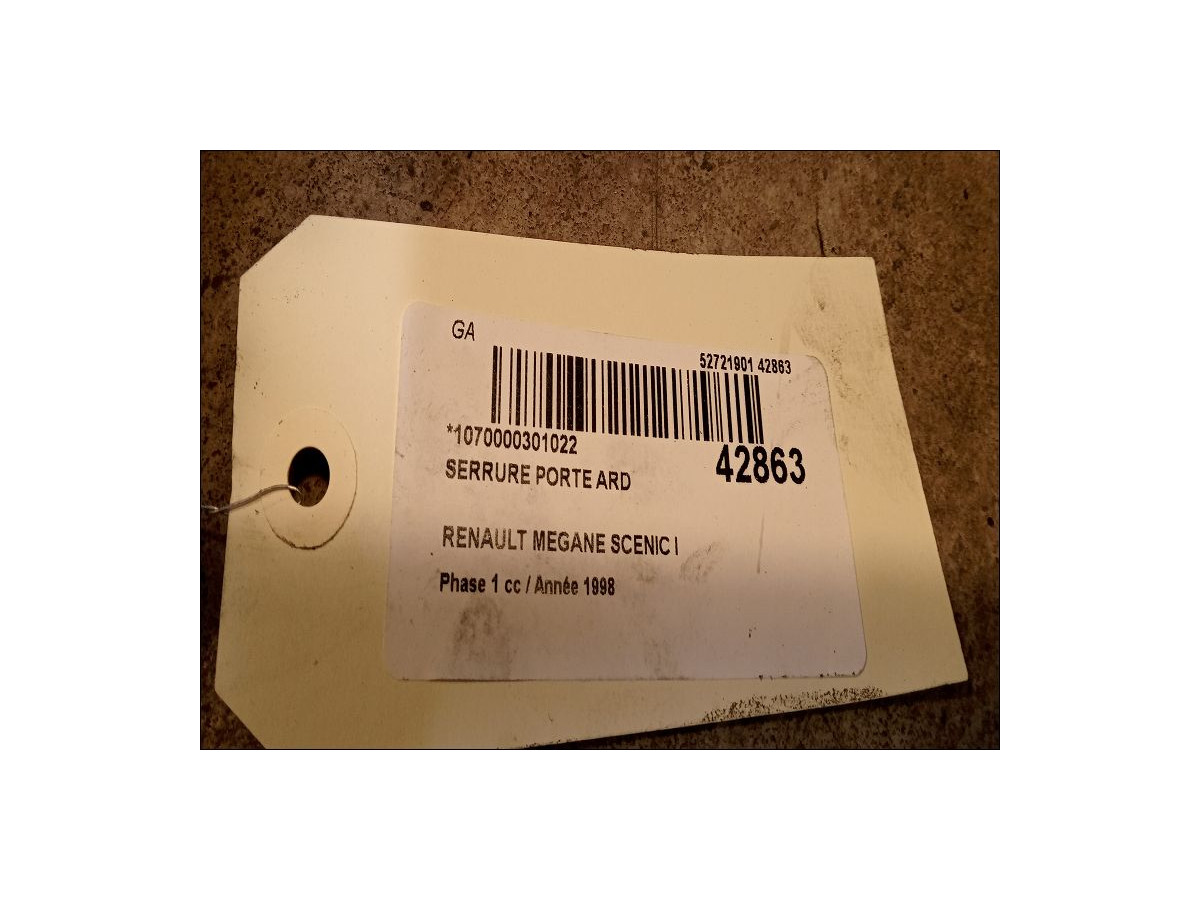 GA
52721901 42863
*1070000301022
42863
SERRURE PORTE ARD
RENAULT MEGANE SCENIC I
Phase 1 cc / Année 1998